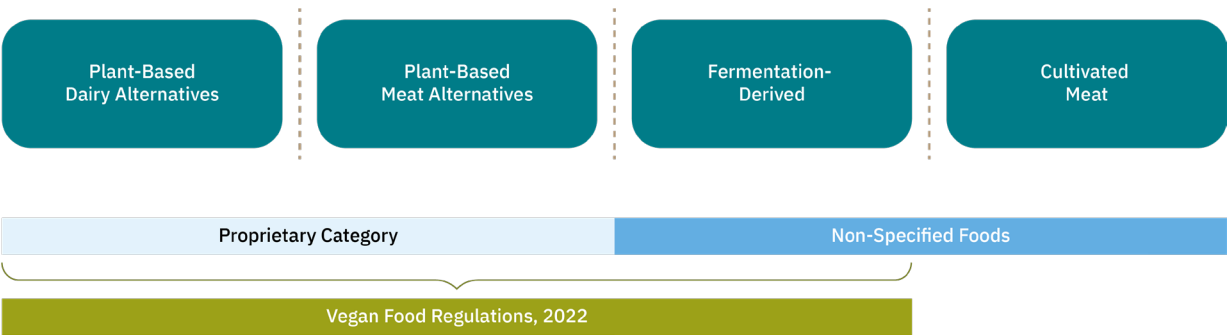 Plant-Based
Dairy Alternatives
Plant-Based
Meat Alternatives
Fermentation-
Derived
Cultivated
Meat
Proprietary Category
Non-Specified Foods
Vegan Food Regulations, 2022